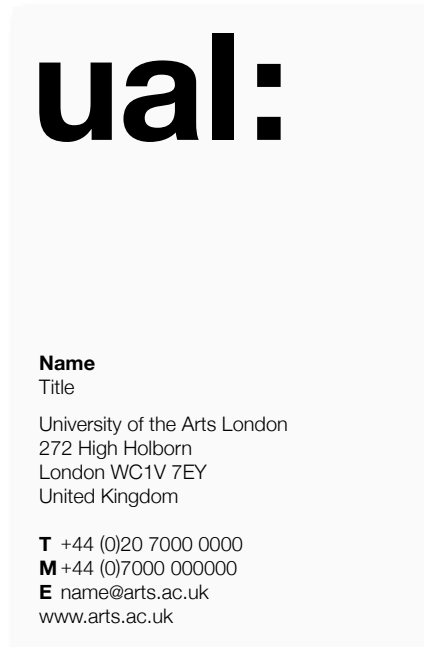 ual:
Name
Title
University of the Arts London
272 High Holborn
London WC1V 7EY
United Kingdom
T +44 (0)20 7000 0000
M +44 (0)7000 000000
E name@arts.ac.uk
www.arts.ac.uk